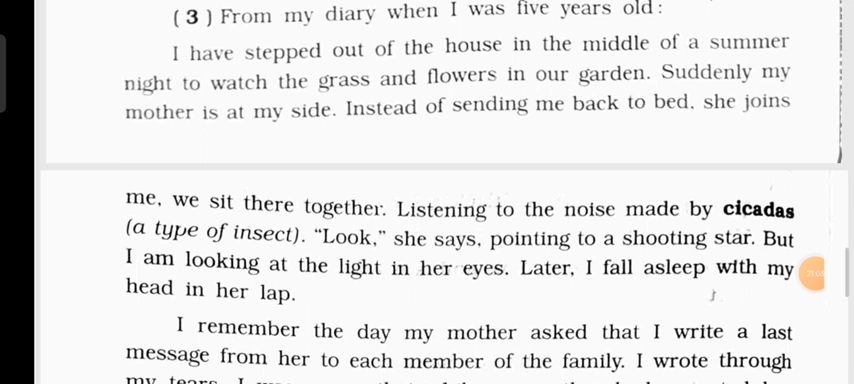 ( 3 ) From my diary when I was five years old:
I have stepped out of the house in the middle of a summer
night to watch the grass and flowers in our garden. Suddenly my
mother is at my side. Instead of sending me back to bed, she joins
me, we sit there together. Listening to the noise made by cicadas
(a type of insect). “Look,” she says, pointing to a shooting star. But
I am looking at the light in her eyes. Later, I fall asleep with my
head in her lap.
I remember the day my mother asked that I write a last
message from her to each member of the family. I wrote through
my tears. I